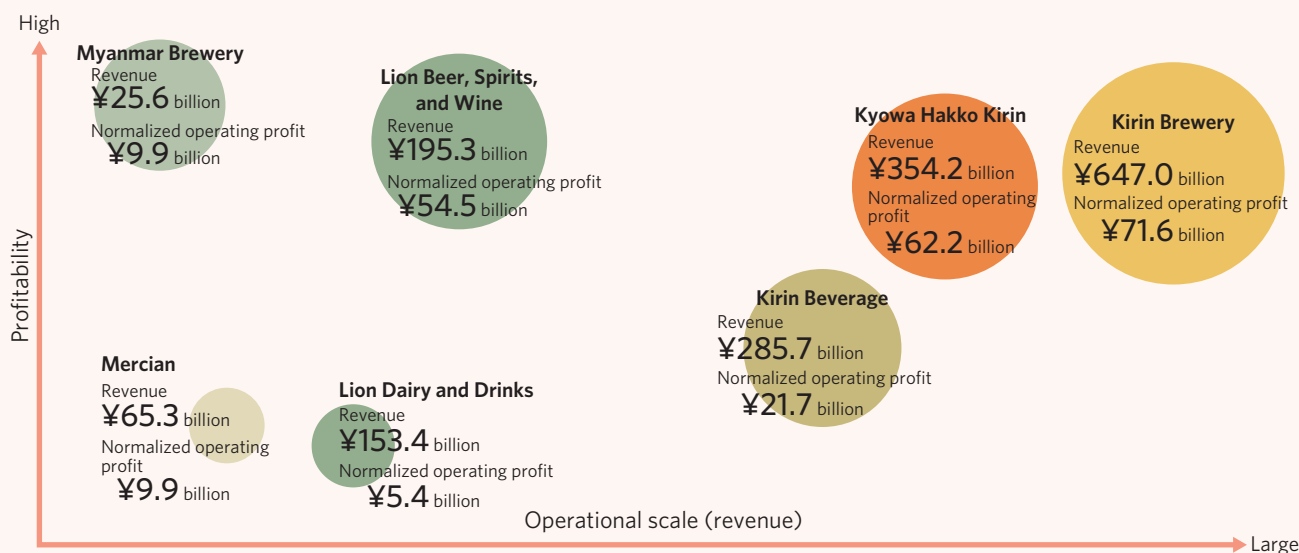 High
Myanmar Brewery
Revenue
¥25.6 billion
Normalized operating profit
¥9.9 billion
Lion Beer, Spirits,
and Wine
Revenue
¥195.3 billion
Normalized operating profit
¥54.5 billion
Kyowa Hakko Kirin
Revenue
¥354.2 billion
Normalized operating
profit
¥62.2 billion
Kirin Brewery
Revenue
¥647.0 billion
Normalized operating profit
¥71.6 billion
Profitability
Kirin Beverage
Revenue
¥285.7 billion
Normalized operating profit
¥21.7 billion
Mercian
Revenue
¥65.3 billion
Normalized operating
profit
¥9.9 billion
Lion Dairy and Drinks
Revenue
¥153.4 billion
Normalized operating profit
¥5.4 billion
Operational scale (revenue)
Large